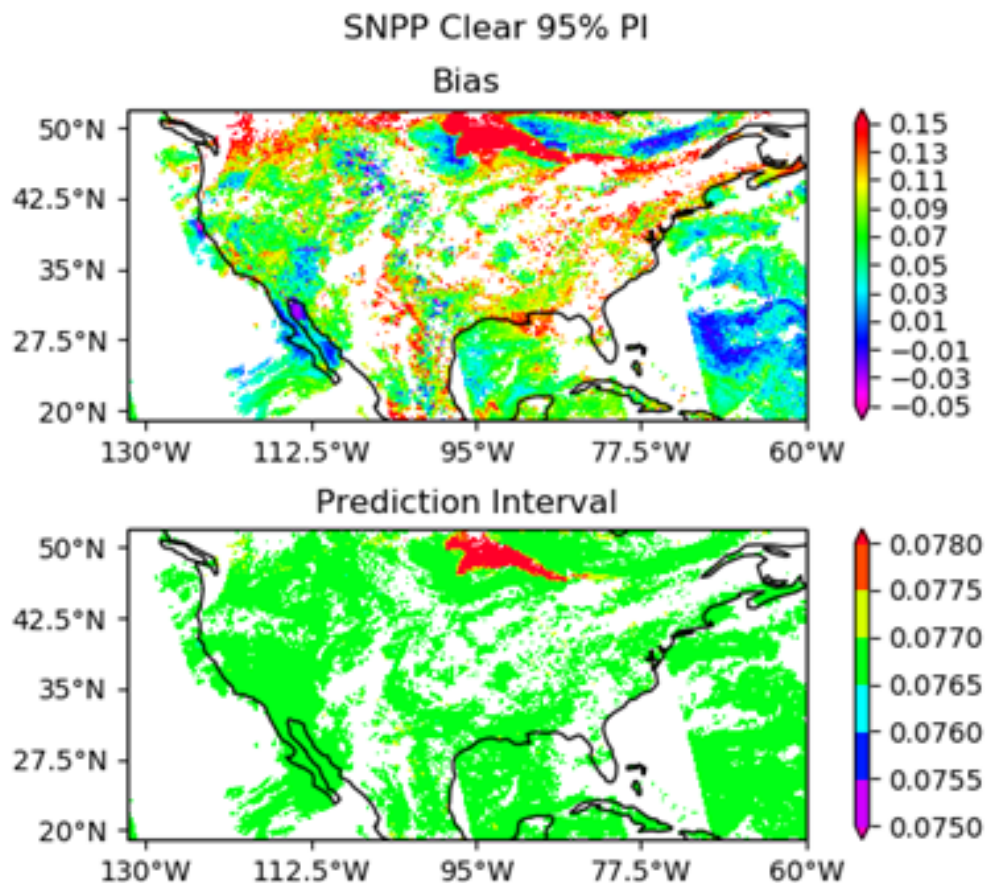 SNPP Clear 95% PI
Bias
50°N
42.5°N
35°N
27.5°N
20°N
130°W 112.5°W 95°W 77.5°W 60°W
0.15
0.13
0.11
0.09
0.07
0.05
0.03
0.01
−0.01
−0.03
−0.05
Prediction Interval
50°N
42.5°N
35°N
27.5°N
20°N
130°W 112.5°W 95°W 77.5°W 60°W
0.0780
0.0775
0.0770
0.0765
0.0760
0.0755
0.0750